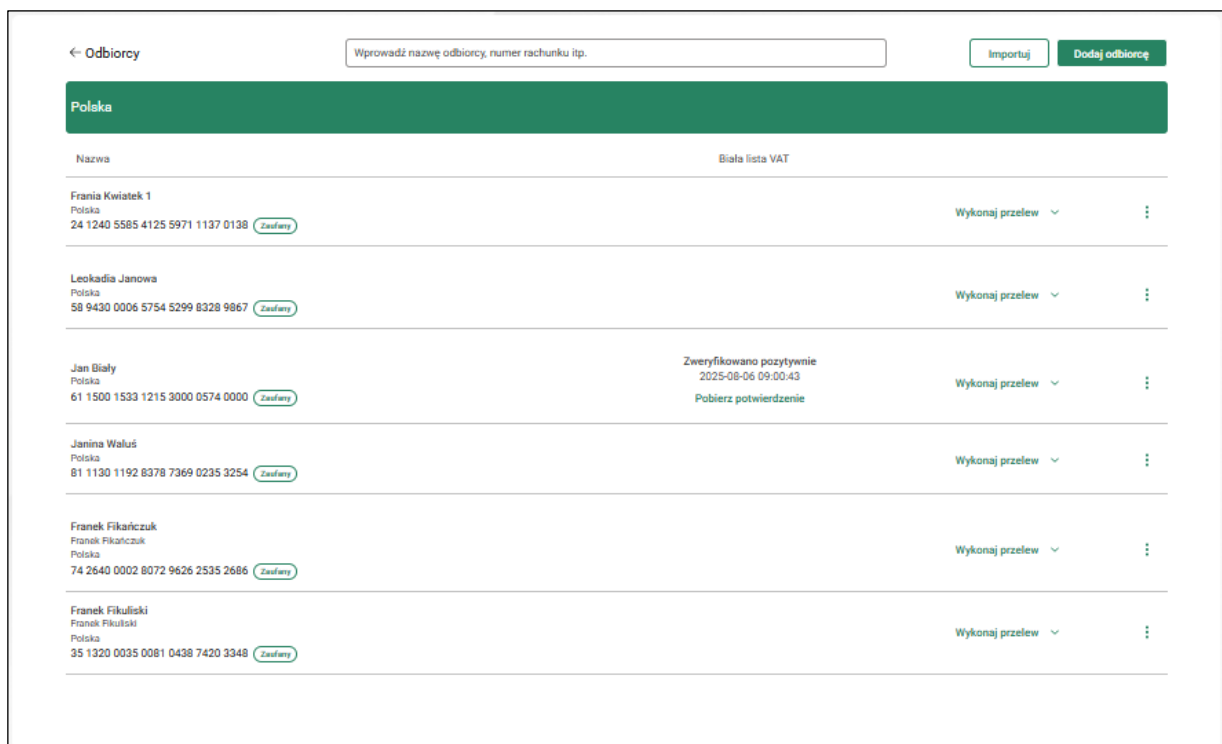 ← Odbiorcy
Wprowadź nazwę odbiorcy, numer rachunku itp.
Importuj
Dodaj odbiorcę
Polska
Nazwa
Biała lista VAT
Frania Kwiatek 1
Polska
24 1240 5585 4125 5971 1137 0138 Zaufany
Wykonaj przelew
Leokadia Janowa
Polska
58 9430 0006 5754 5299 8328 9867 Zaufany
Wykonaj przelew
Jan Biały
Polska
61 1500 1533 1215 3000 0574 0000 Zaufany
Zweryfikowano pozytywnie
2025-08-06 09:00:43
Pobierz potwierdzenie
Wykonaj przelew
Janina Waluś
Polska
81 1130 1192 8378 7369 0235 3254 Zaufany
Wykonaj przelew
Franek Fikańczuk
Franek Fikańczuk
Polska
74 2640 0002 8072 9626 2535 2686 Zaufany
Wykonaj przelew
Franek Fikuliski
Franek Fikuliski
Polska
35 1320 0035 0081 0438 7420 3348 Zaufany
Wykonaj przelew